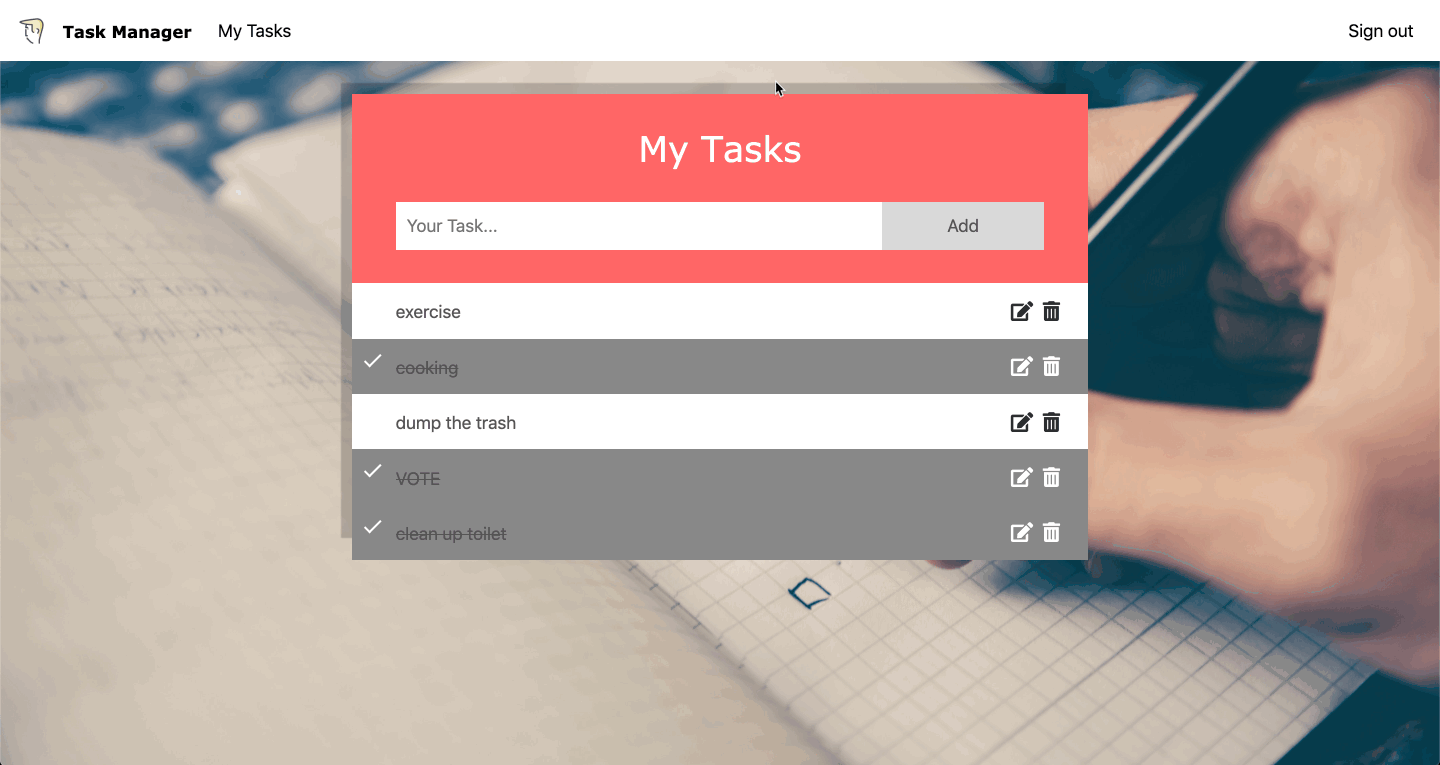 Task Manager My Tasks Sign out
My Tasks
Your Task... Add
exercise
cooking
dump the trash
VOTE
clean up toilet